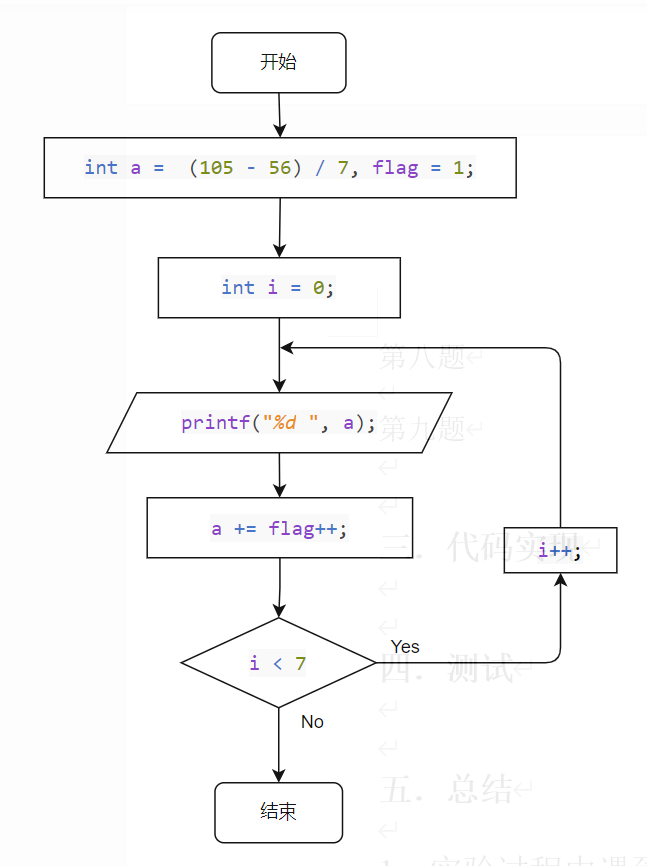 开始
int a =  (105 - 56) / 7, flag = 1;
int i = 0;
第八题
printf("%d ", a);
第九题
a += flag++;
三．代码实现
i++;
Yes
i < 7
四．测试
No
五．总结
结束